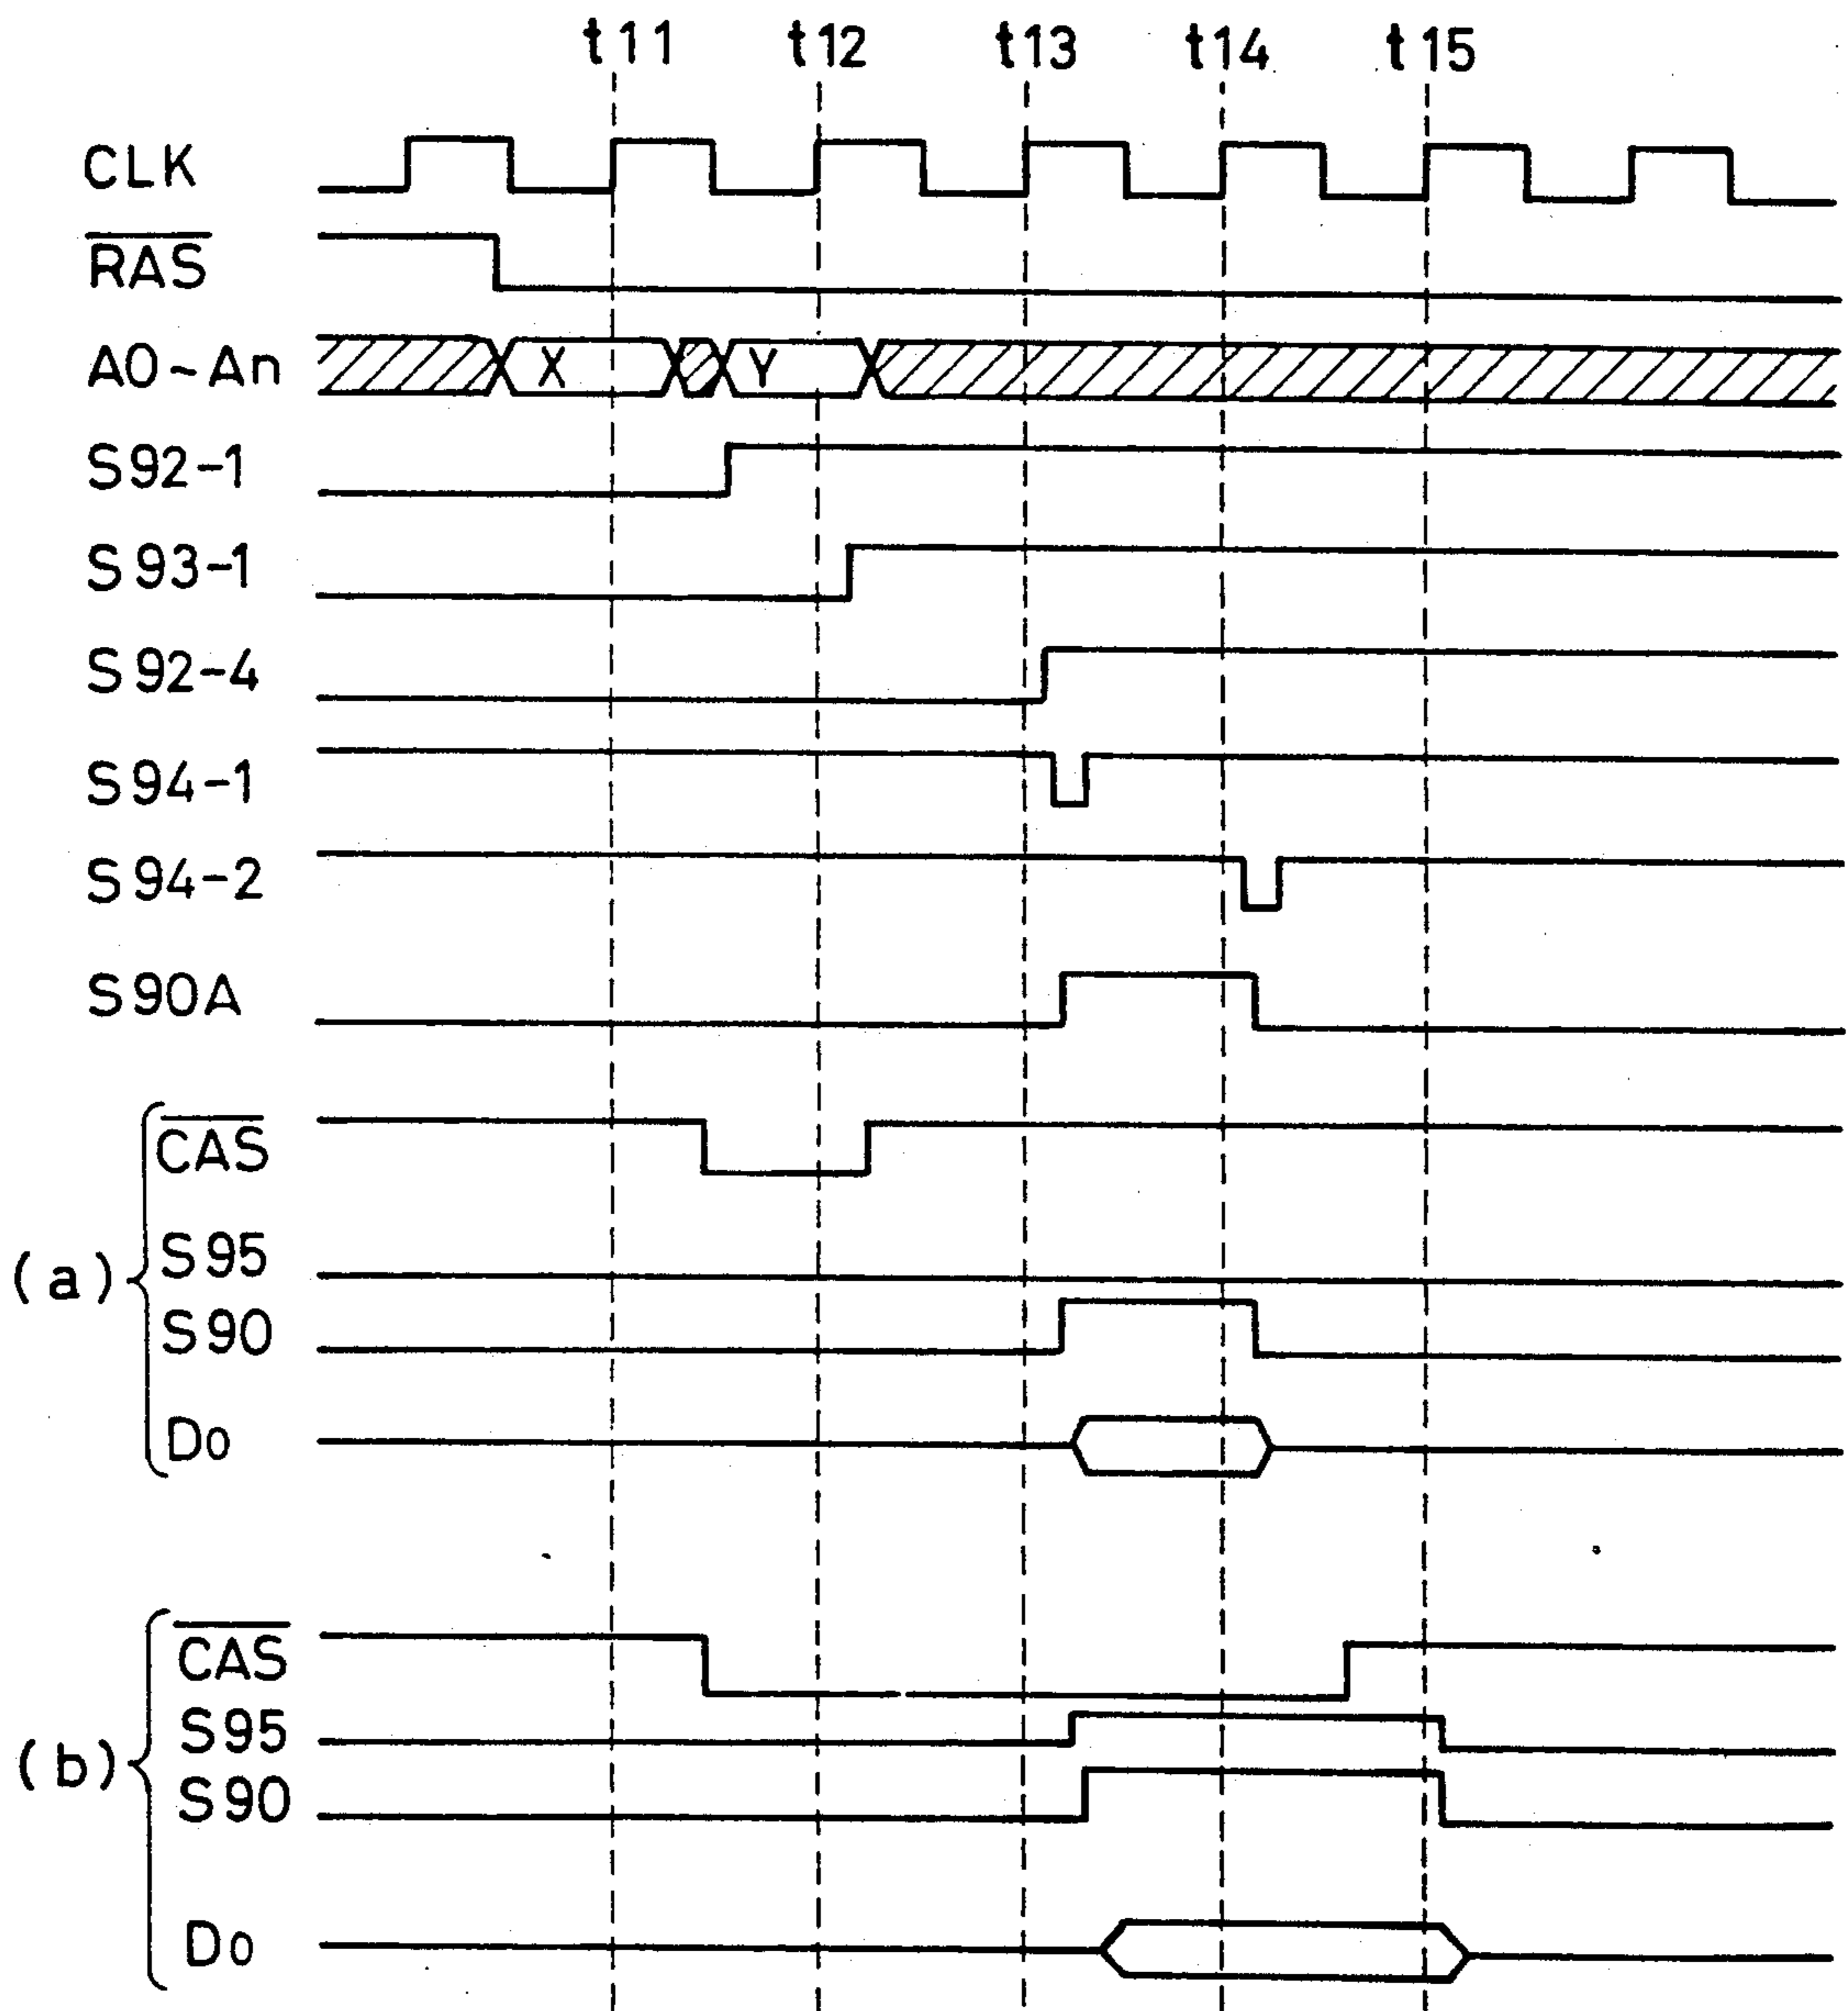 t11 t12 t13 t14 t15
CLK
RAS
A0~An X Y
S92-1
S93-1
S92-4
S94-1
S94-2
S90A
CAS
S95
(a)
S90
Do
CAS
S95
(b)
S90
Do